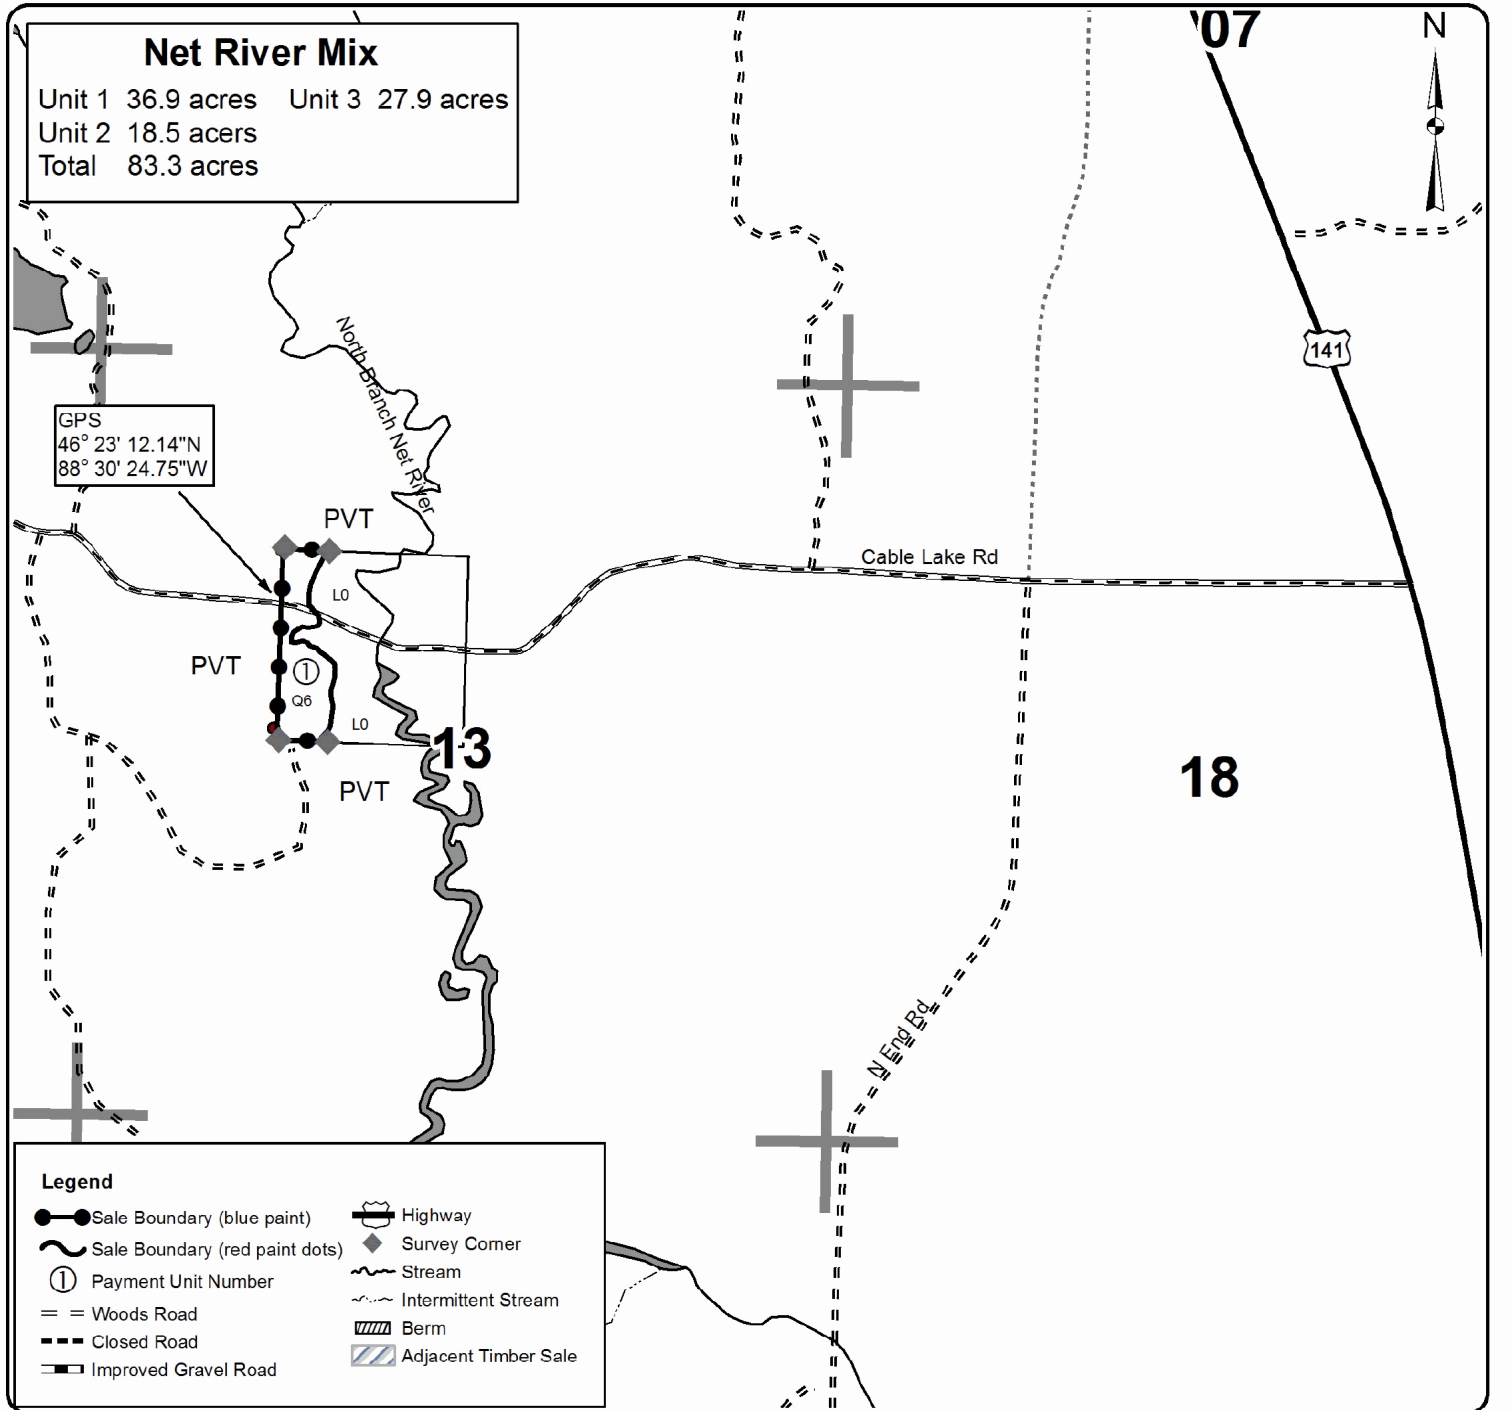 Net River Mix
Unit 1 36.9 acres Unit 3 27.9 acres
Unit 2 18.5 acers
Total 83.3 acres
07
N
141
North Branch Net River
GPS
46° 23' 12.14"N
88° 30' 24.75"W
PVT
Cable Lake Rd
L0
PVT
1
Q6
L0
13
PVT
18
N End Rd
Legend
Sale Boundary (blue paint)
Sale Boundary (red paint dots)
1 Payment Unit Number
Woods Road
Closed Road
Improved Gravel Road
Highway
Survey Corner
Stream
Intermittent Stream
Berm
Adjacent Timber Sale